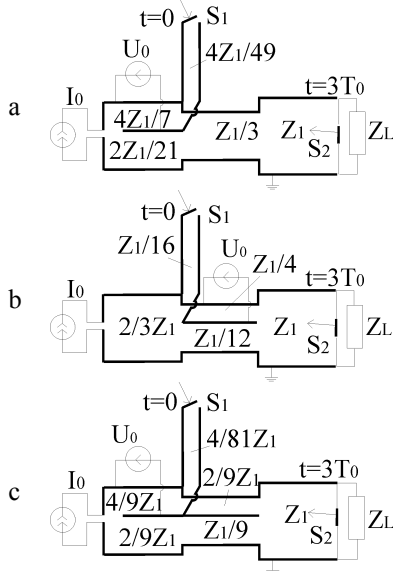 t=0 S1
U0
4Z1/49
a
I0
t=3T0
4Z1/7
Z1/3
Z1
ZL
2Z1/21
S2
t=0 S1
Z1/16
U0
Z1/4
b
I0
t=3T0
2/3Z1
Z1
ZL
Z1/12
S2
t=0 S1
U0
4/81Z1
c
I0
2/9Z1
t=3T0
4/9Z1
Z1
ZL
2/9Z1
Z1/9
S2